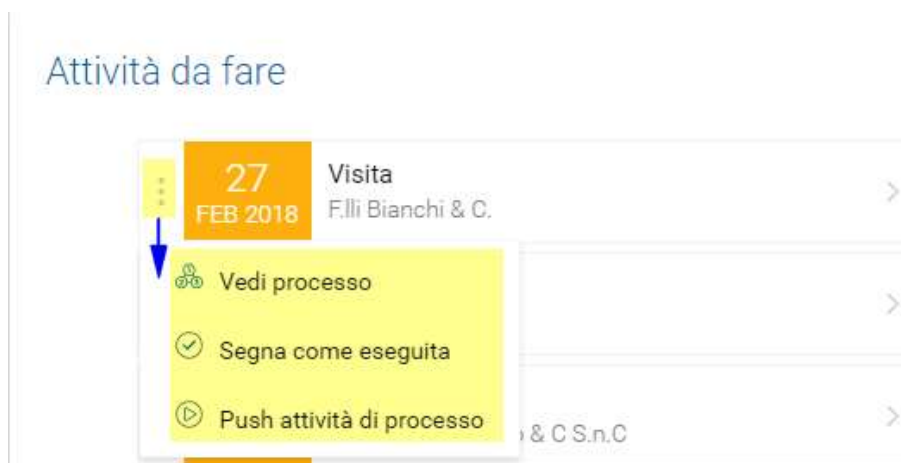 Attività da fare
27
FEB 2018
Visita
F.lli Bianchi & C.
Vedi processo
Segna come eseguita
Push attività di processo
& C S.n.C